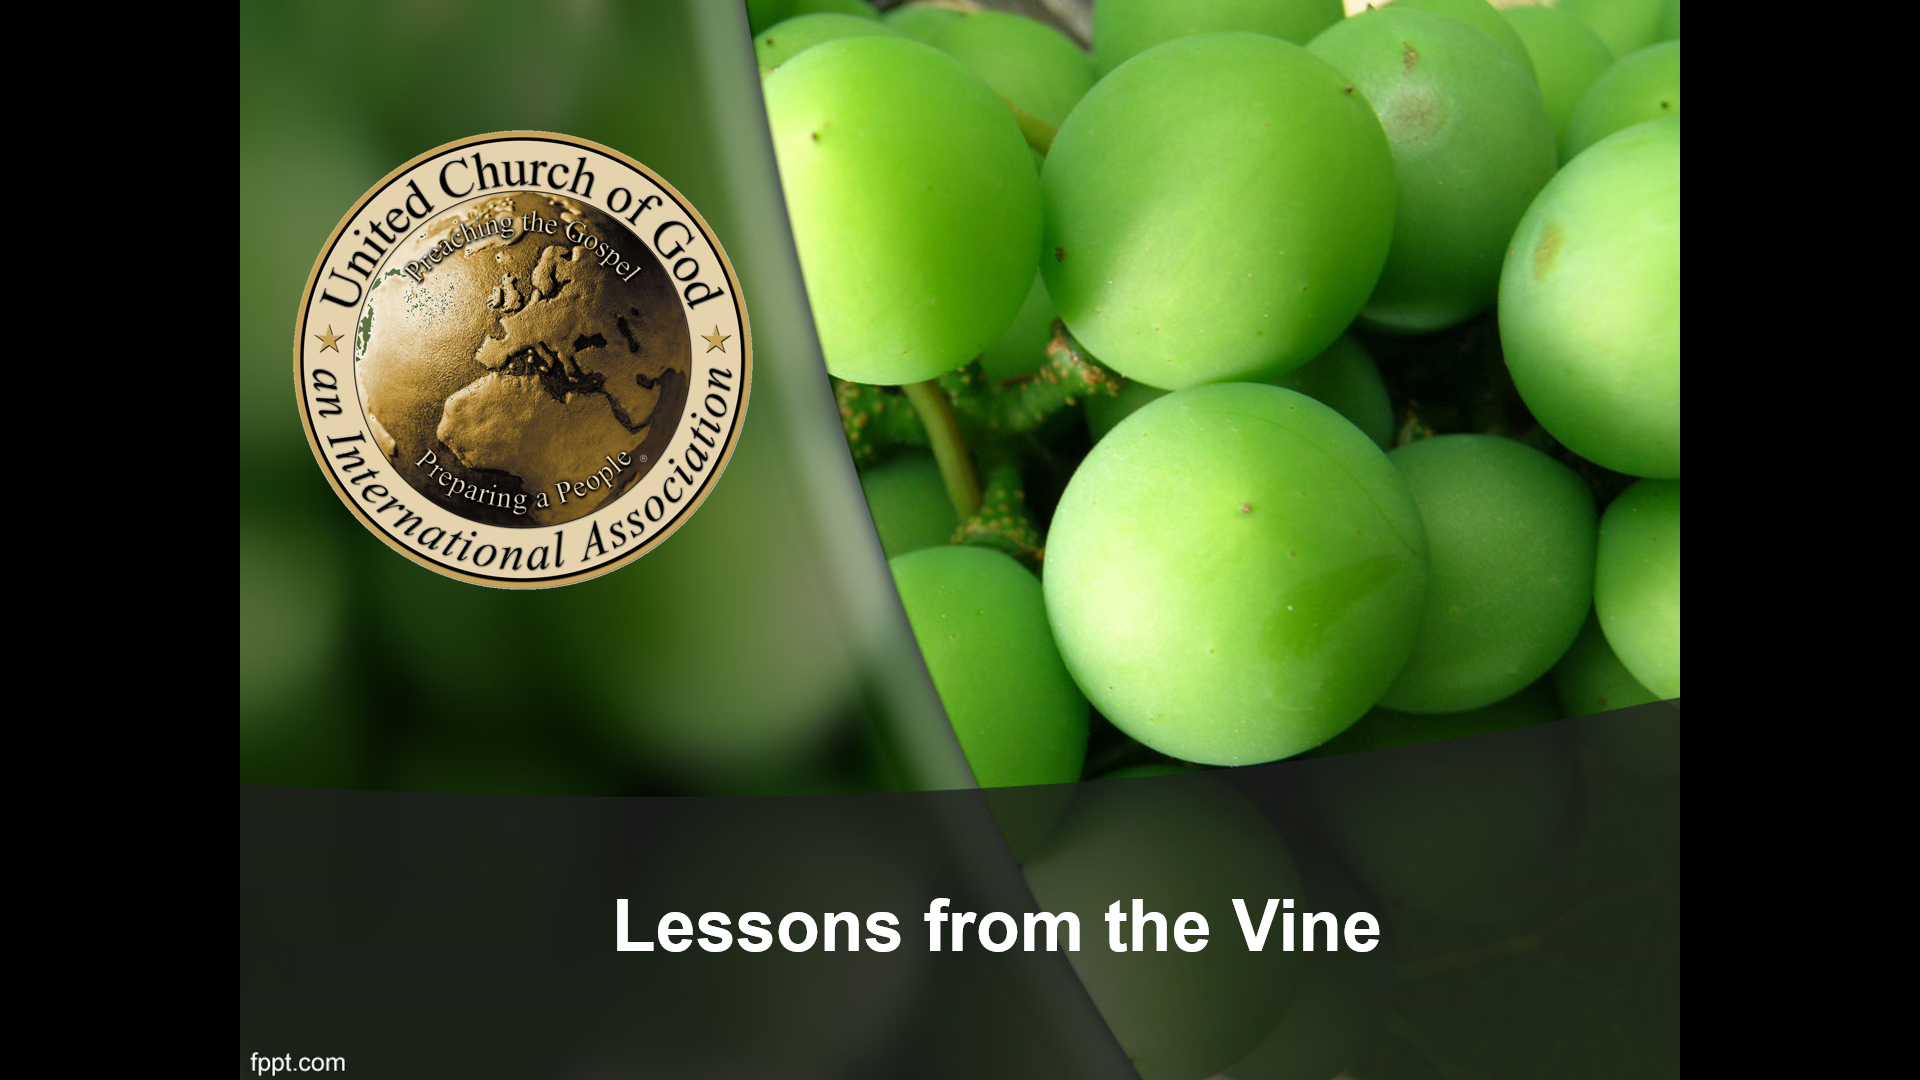 United Church of God
Preaching the Gospel
Preparing a People ®
an International Association
Lessons from the Vine
fppt.com